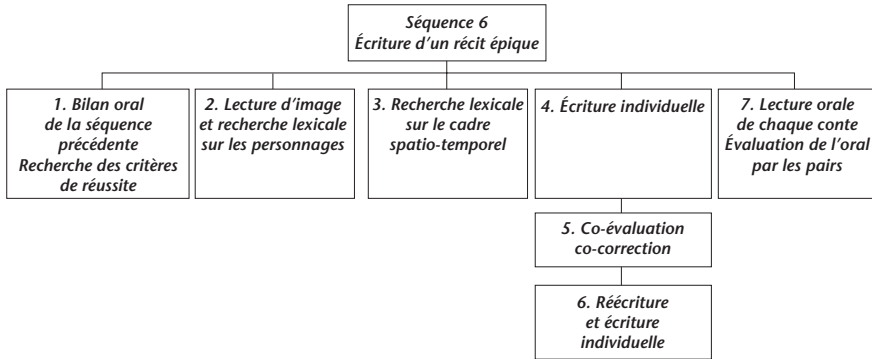 Séquence 6
Écriture d'un récit épique
1. Bilan oral
de la séquence
précédente
Recherche des critères
de réussite
2. Lecture d'image
et recherche lexicale
sur les personnages
3. Recherche lexicale
sur le cadre
spatio-temporel
4. Écriture individuelle
7. Lecture orale
de chaque conte
Évaluation de l'oral
par les pairs
5. Co-évaluation
co-correction
6. Réécriture
et écriture
individuelle